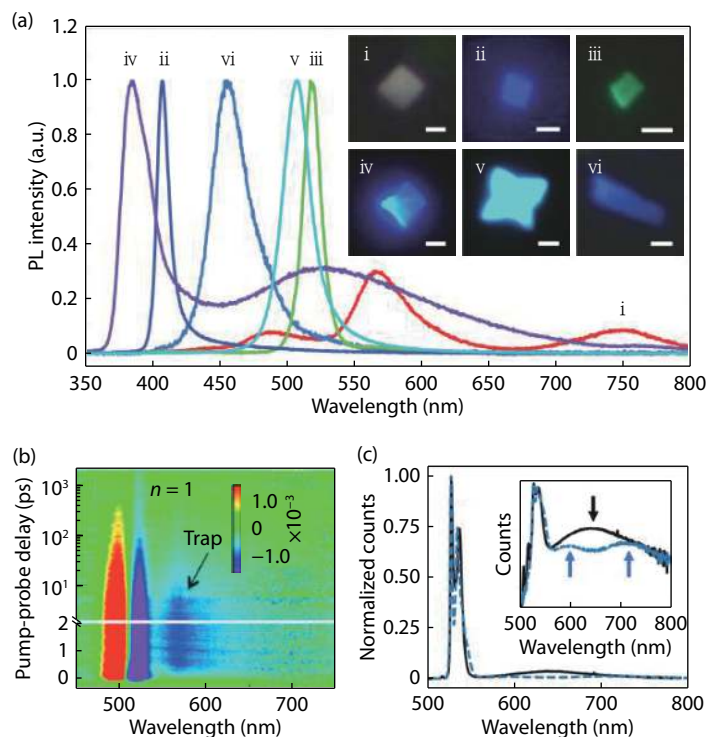 (a)
1.2
1.0
0.8
0.6
0.4
0.2
0
PL intensity (a.u.)
iv ii vi v iii
i
i ii iii
iv v vi
350 400 450 500 550 600 650 700 750 800
Wavelength (nm)
(b)
Pump-probe delay (ps)
10³
10²
10¹
2
1
0
n = 1
1.0
0
−1.0
×10⁻³
Trap
500 600 700
Wavelength (nm)
(c)
Normalized counts
1.00
0.75
0.50
0.25
0
500 600 700 800
Wavelength (nm)
Counts
500 600 700 800
Wavelength (nm)